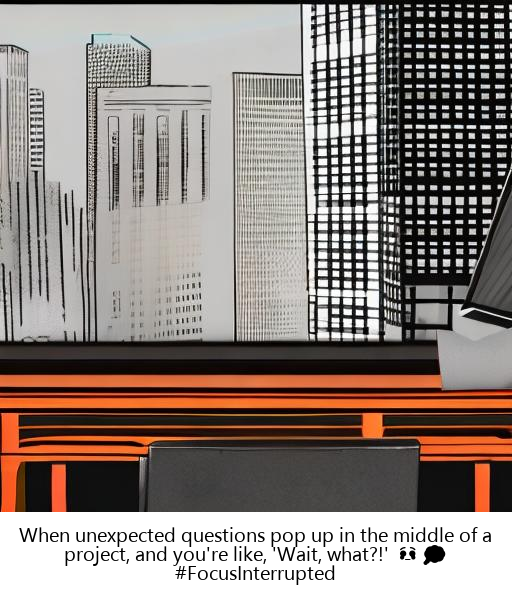 When unexpected questions pop up in the middle of a
project, and you're like, 'Wait, what?!' 👀 💭
#FocusInterrupted